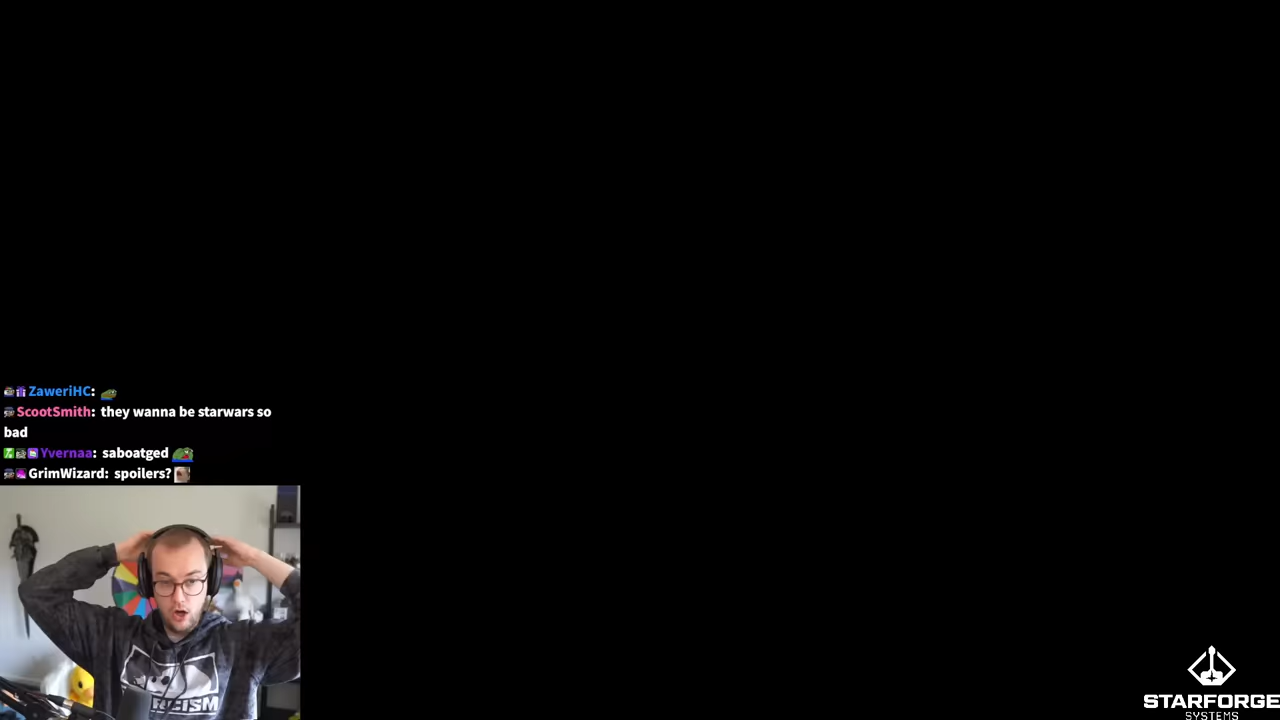 ZaweriHC:
ScootSmith: they wanna be starwars so
bad
Yvernaa: saboatged
GrimWizard: spoilers?
STARFORGE
SYSTEMS